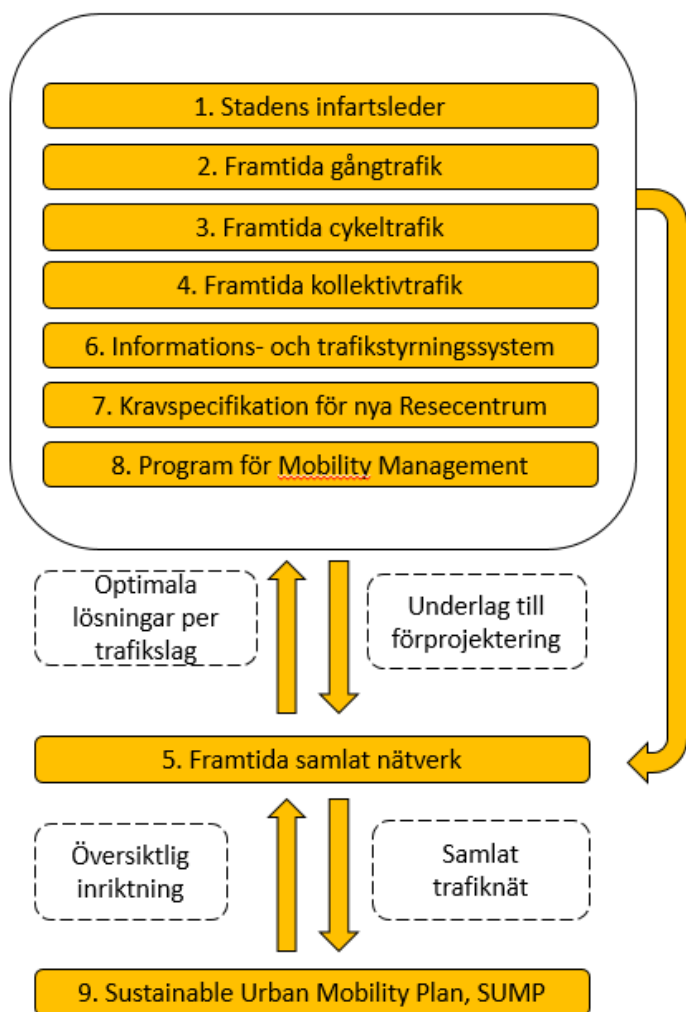 1. Stadens infartsleder
2. Framtida gångtrafik
3. Framtida cykeltrafik
4. Framtida kollektivtrafik
6. Informations- och trafikstyrningssystem
7. Kravspecifikation för nya Resecentrum
8. Program för Mobility Management
Optimala
lösningar per
trafikslag
Underlag till
förprojektering
5. Framtida samlat nätverk
Översiktlig
inriktning
Samlat
trafiknät
9. Sustainable Urban Mobility Plan, SUMP